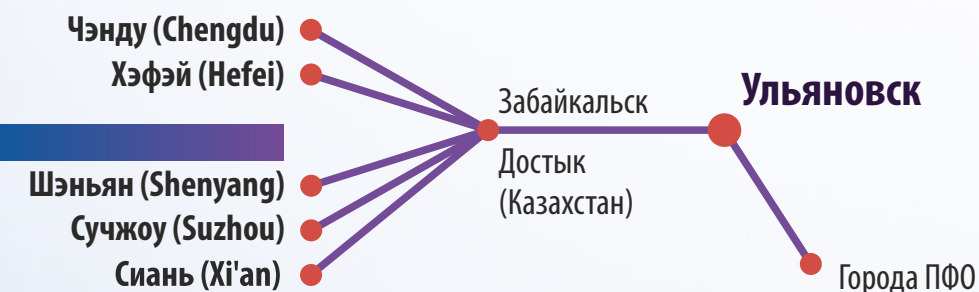 Чэнду (Chengdu)
Хэфэй (Hefei)
Шэньян (Shenyang)
Сучжоу (Suzhou)
Сиань (Xi'an)
Забайкальск
Достык
(Казахстан)
Ульяновск
Города ПФО